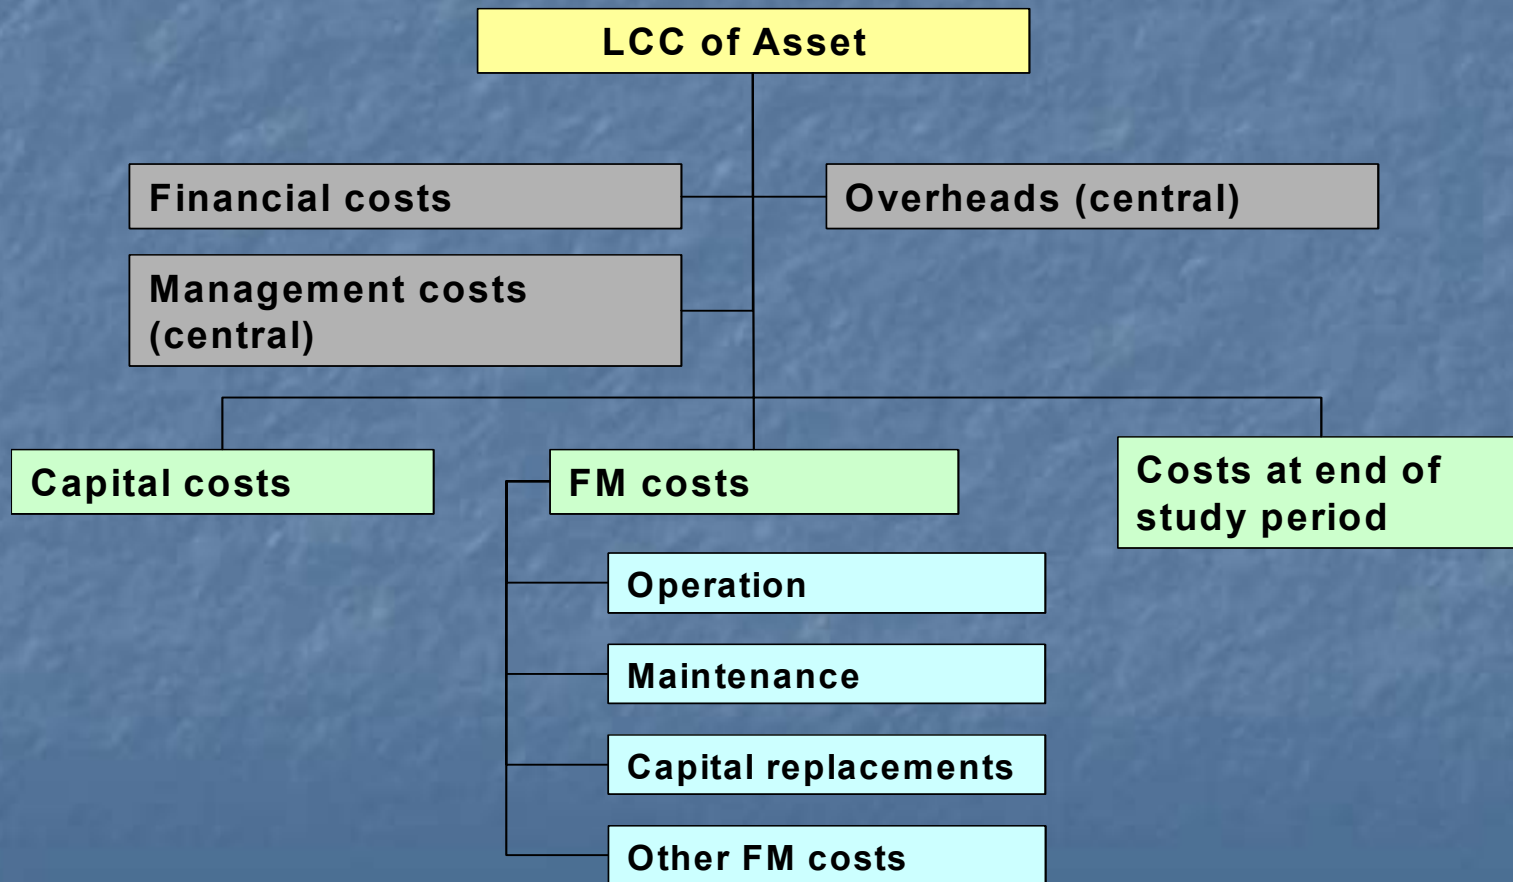 LCC of Asset
Financial costs
Overheads (central)
Management costs
(central)
Capital costs
FM costs
Costs at end of
study period
Operation
Maintenance
Capital replacements
Other FM costs